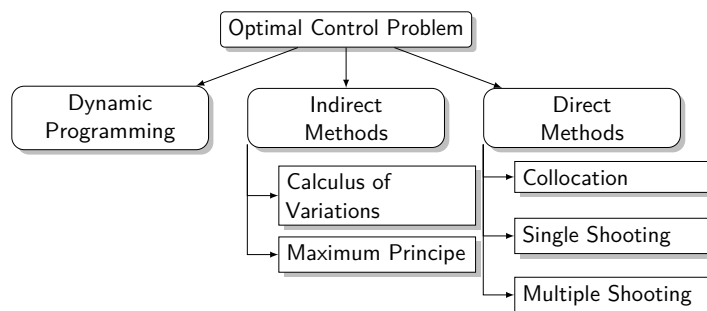 Optimal Control Problem
Dynamic
Programming
Indirect
Methods
Direct
Methods
Calculus of
Variations
Maximum Principe
Collocation
Single Shooting
Multiple Shooting